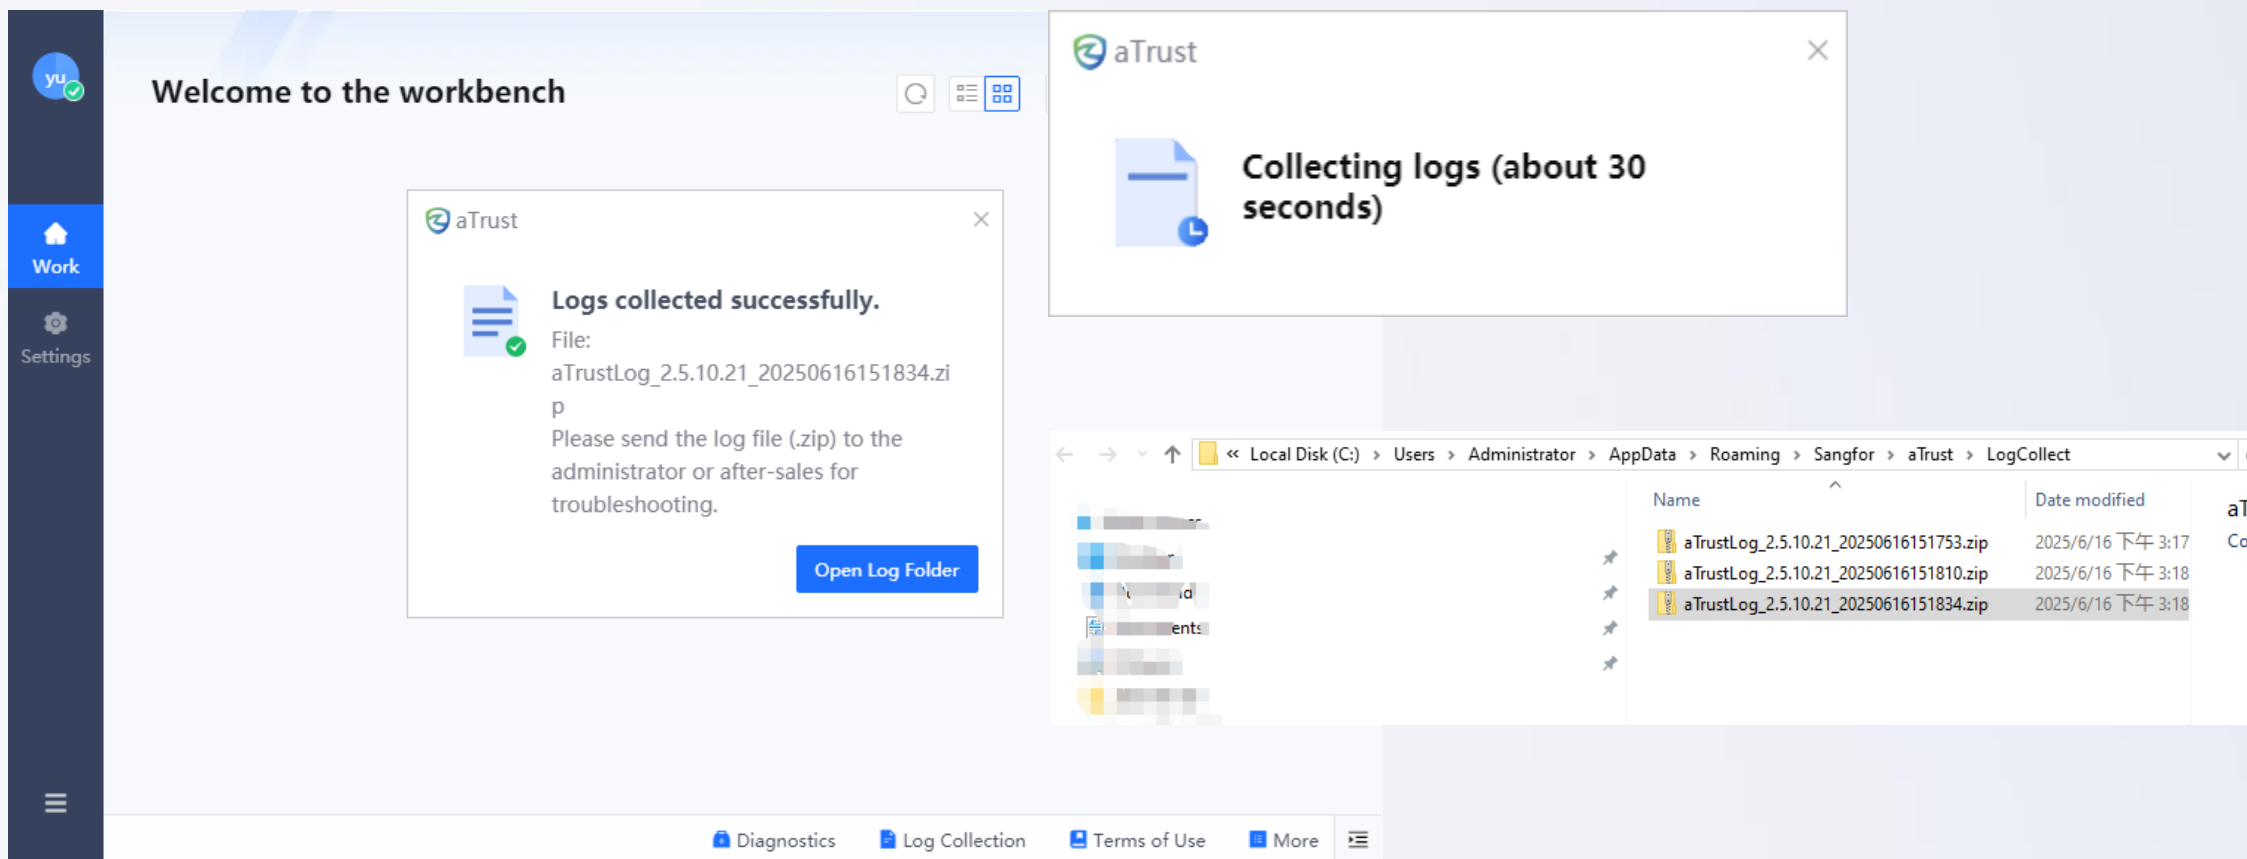 yu
Welcome to the workbench
Work
Settings
aTrust
Logs collected successfully.
File:
aTrustLog_2.5.10.21_20250616151834.zi
p
Please send the log file (.zip) to the
administrator or after-sales for
troubleshooting.
Open Log Folder
Diagnostics
Log Collection
Terms of Use
More
aTrust
Collecting logs (about 30
seconds)
« Local Disk (C:) › Users › Administrator › AppData › Roaming › Sangfor › aTrust › LogCollect
Name Date modified
aTrustLog_2.5.10.21_20250616151753.zip 2025/6/16 下午 3:17
aTrustLog_2.5.10.21_20250616151810.zip 2025/6/16 下午 3:18
aTrustLog_2.5.10.21_20250616151834.zip 2025/6/16 下午 3:18